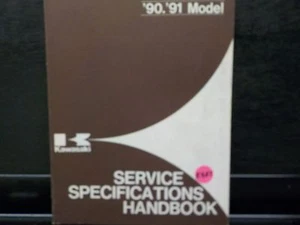 '90.'91 Model
Kawasaki
SERVICE
SPECIFICATIONS
HANDBOOK